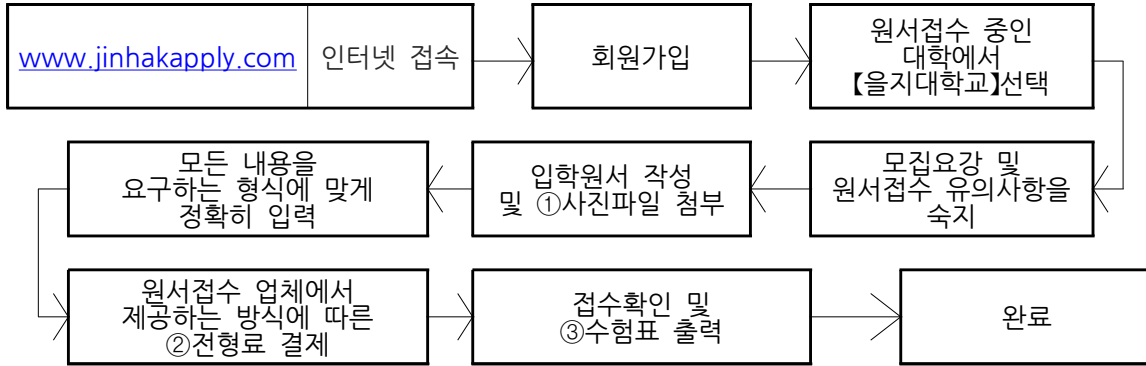 www.jinhakapply.com 인터넷 접속
회원가입
원서접수 중인
대학에서
【을지대학교】선택
모집요강 및
원서접수 유의사항을
숙지
입학원서 작성
및 ①사진파일 첨부
모든 내용을
요구하는 형식에 맞게
정확히 입력
원서접수 업체에서
제공하는 방식에 따른
②전형료 결제
접수확인 및
③수험표 출력
완료